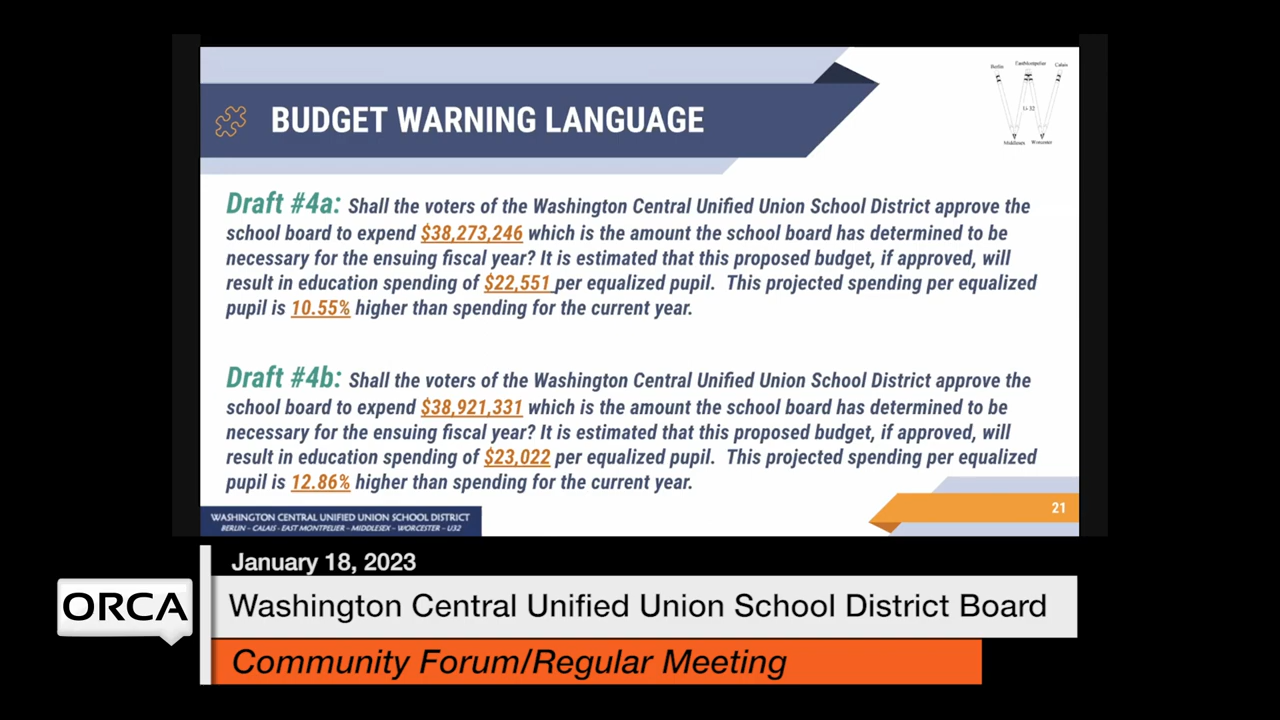 BUDGET WARNING LANGUAGE
Berlin EastMontpelier Calais
U-32
Middlesex Worcester
Draft #4a: Shall the voters of the Washington Central Unified Union School District approve the
school board to expend $38,273,246 which is the amount the school board has determined to be
necessary for the ensuing fiscal year? It is estimated that this proposed budget, if approved, will
result in education spending of $22,551 per equalized pupil. This projected spending per equalized
pupil is 10.55% higher than spending for the current year.
Draft #4b: Shall the voters of the Washington Central Unified Union School District approve the
school board to expend $38,921,331 which is the amount the school board has determined to be
necessary for the ensuing fiscal year? It is estimated that this proposed budget, if approved, will
result in education spending of $23,022 per equalized pupil. This projected spending per equalized
pupil is 12.86% higher than spending for the current year.
21
WASHINGTON CENTRAL UNIFIED UNION SCHOOL DISTRICT
BERLIN – CALAIS - EAST MONTPELIER – MIDDLESEX – WORCESTER – U32
January 18, 2023
ORCA
Washington Central Unified Union School District Board
Community Forum/Regular Meeting